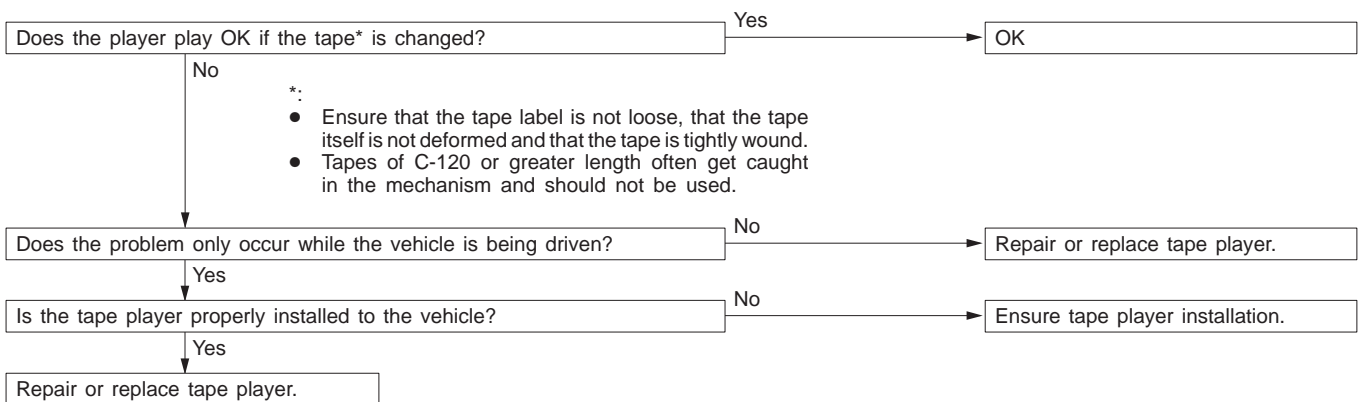 Does the player play OK if the tape* is changed?
Yes
OK
No
*:
● Ensure that the tape label is not loose, that the tape
itself is not deformed and that the tape is tightly wound.
● Tapes of C-120 or greater length often get caught
in the mechanism and should not be used.
Does the problem only occur while the vehicle is being driven?
No
Repair or replace tape player.
Yes
Is the tape player properly installed to the vehicle?
No
Ensure tape player installation.
Yes
Repair or replace tape player.